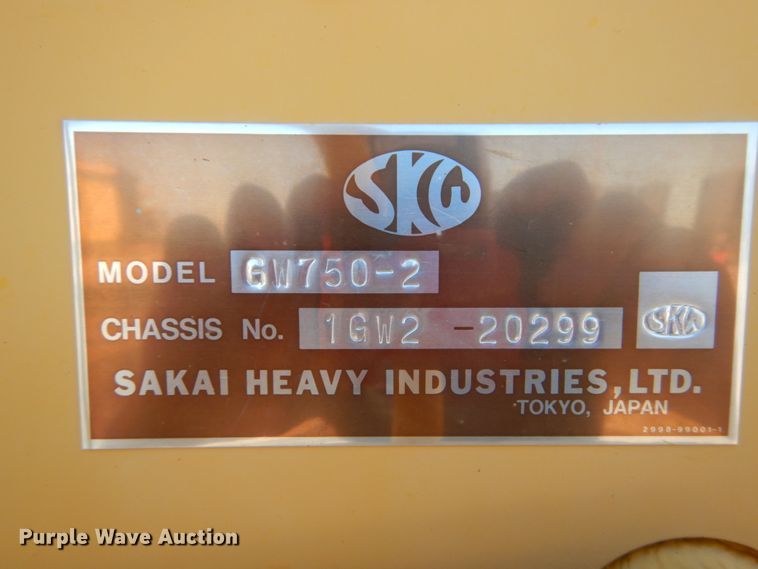 SKW
MODEL GW750-2
CHASSIS No. 1GW2 -20299
SKW
SAKAI HEAVY INDUSTRIES, LTD.
TOKYO, JAPAN
2998-99001-1
Purple Wave Auction